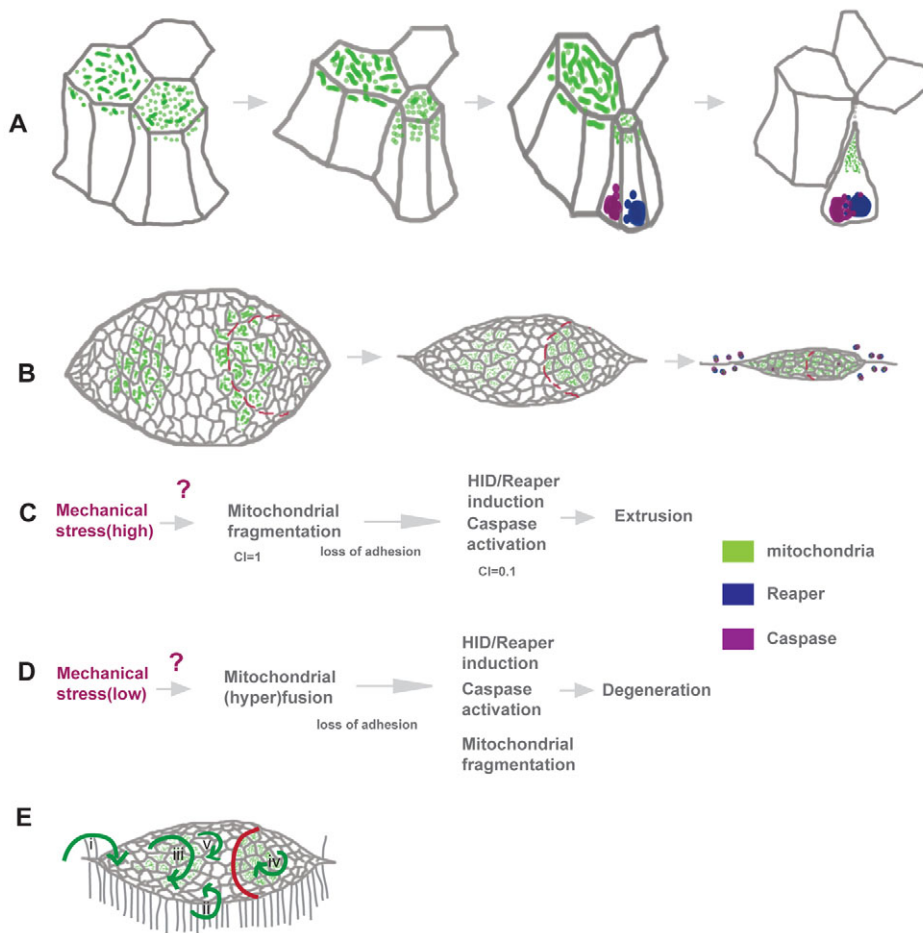 A
B
C
Mechanical
stress(high)
?
Mitochondrial
fragmentation
CI=1
loss of adhesion
HID/Reaper
induction
Caspase
activation
CI=0.1
Extrusion
mitochondria
Reaper
Caspase
D
Mechanical
stress(low)
?
Mitochondrial
(hyper)fusion
loss of adhesion
HID/Reaper
induction
Caspase
activation
Mitochondrial
fragmentation
Degeneration
E
i
iii
v
iv
ii